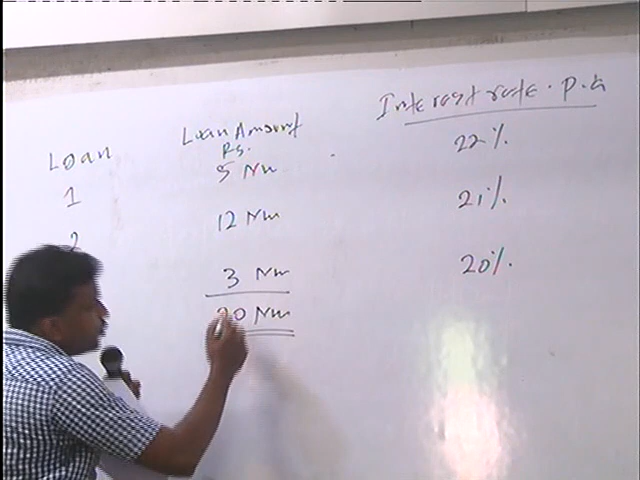 Loan Loan Amount Interest rate. p.a
Rs.
1 5 Nm 22%.
2 12 Nm 21%.
3 Nm 20%.
20 Nm